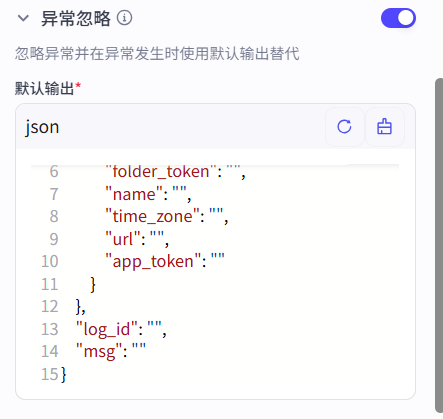 异常忽略
忽略异常并在异常发生时使用默认输出替代
默认输出*
json
6 "folder_token": "",
7 "name": "",
8 "time_zone": "",
9 "url": "",
10 "app_token": ""
11 }
12 },
13 "log_id": "",
14 "msg": ""
15 }